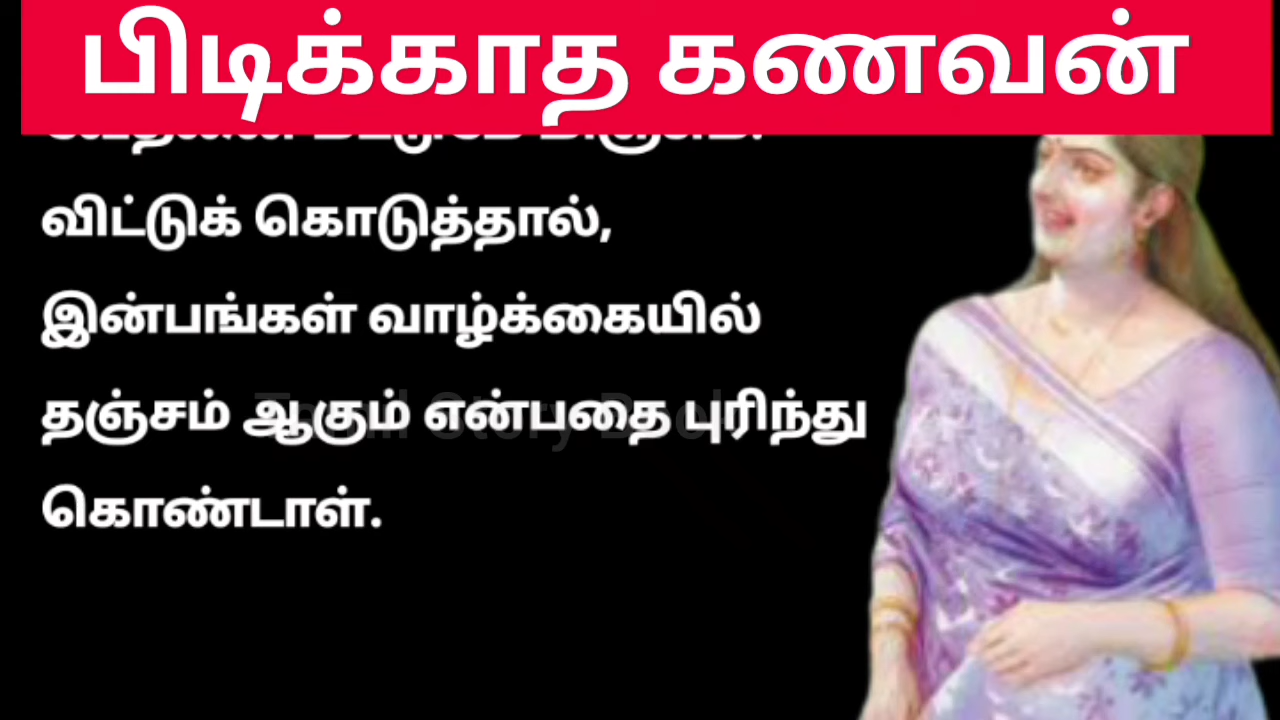 பிடிக்காத கணவன்
விட்டுக் கொடுத்தால்,
இன்பங்கள் வாழ்க்கையில்
தஞ்சம் ஆகும் என்பதை புரிந்து
கொண்டாள்.